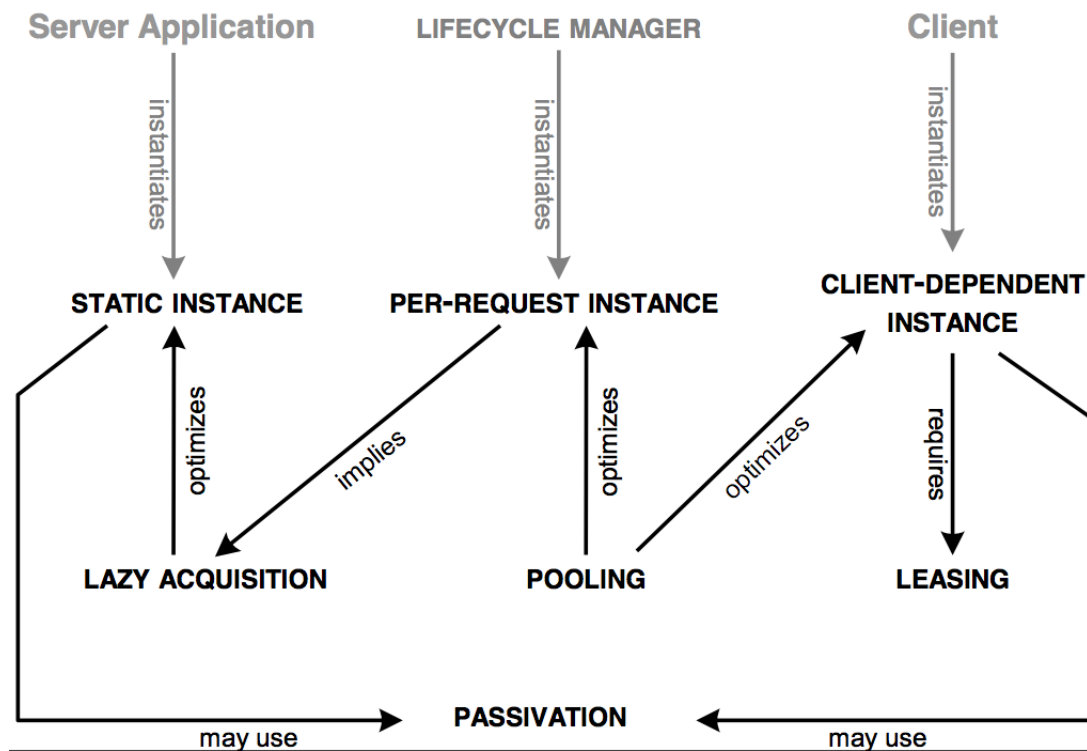 Server Application
LIFECYCLE MANAGER
Client
instantiates
instantiates
instantiates
STATIC INSTANCE
PER-REQUEST INSTANCE
CLIENT-DEPENDENT
INSTANCE
optimizes
implies
optimizes
optimizes
requires
LAZY ACQUISITION
POOLING
LEASING
PASSIVATION
may use
may use